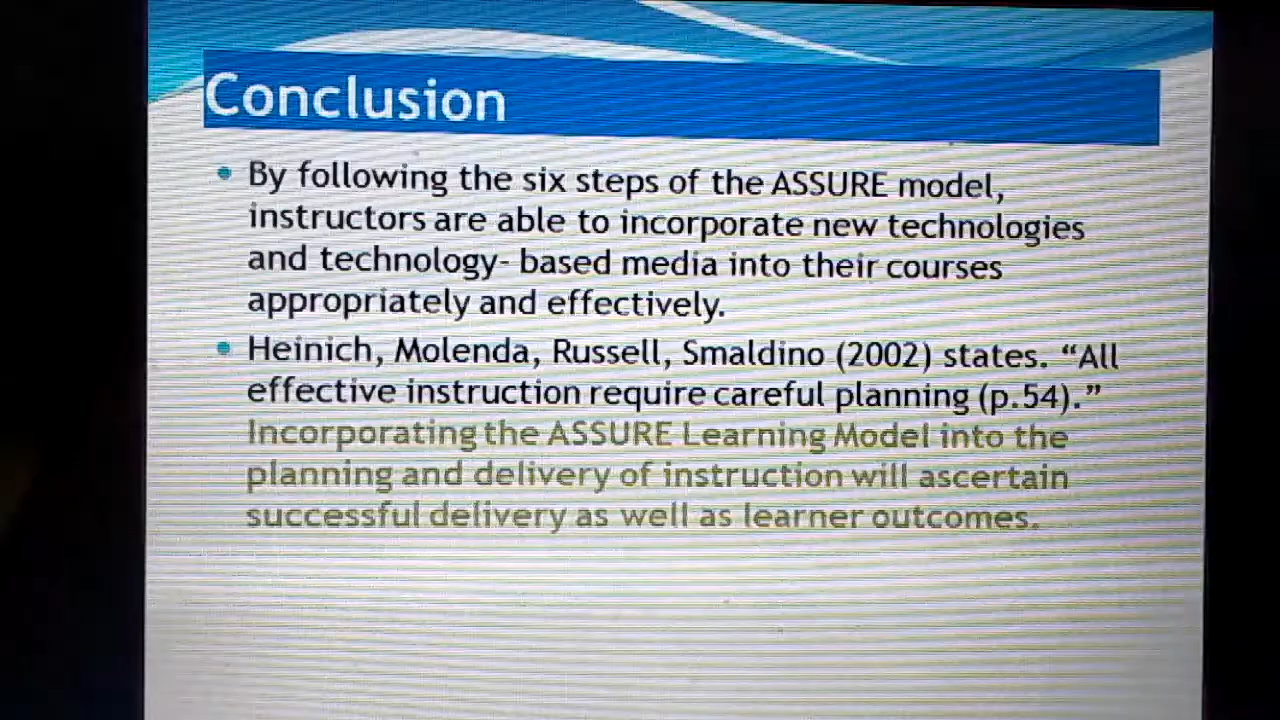 Conclusion
By following the six steps of the ASSURE model,
instructors are able to incorporate new technologies
and technology- based media into their courses
appropriately and effectively.
Heinich, Molenda, Russell, Smaldino (2002) states. “All
effective instruction require careful planning (p.54).”
Incorporating the ASSURE Learning Model into the
planning and delivery of instruction will ascertain
successful delivery as well as learner outcomes.